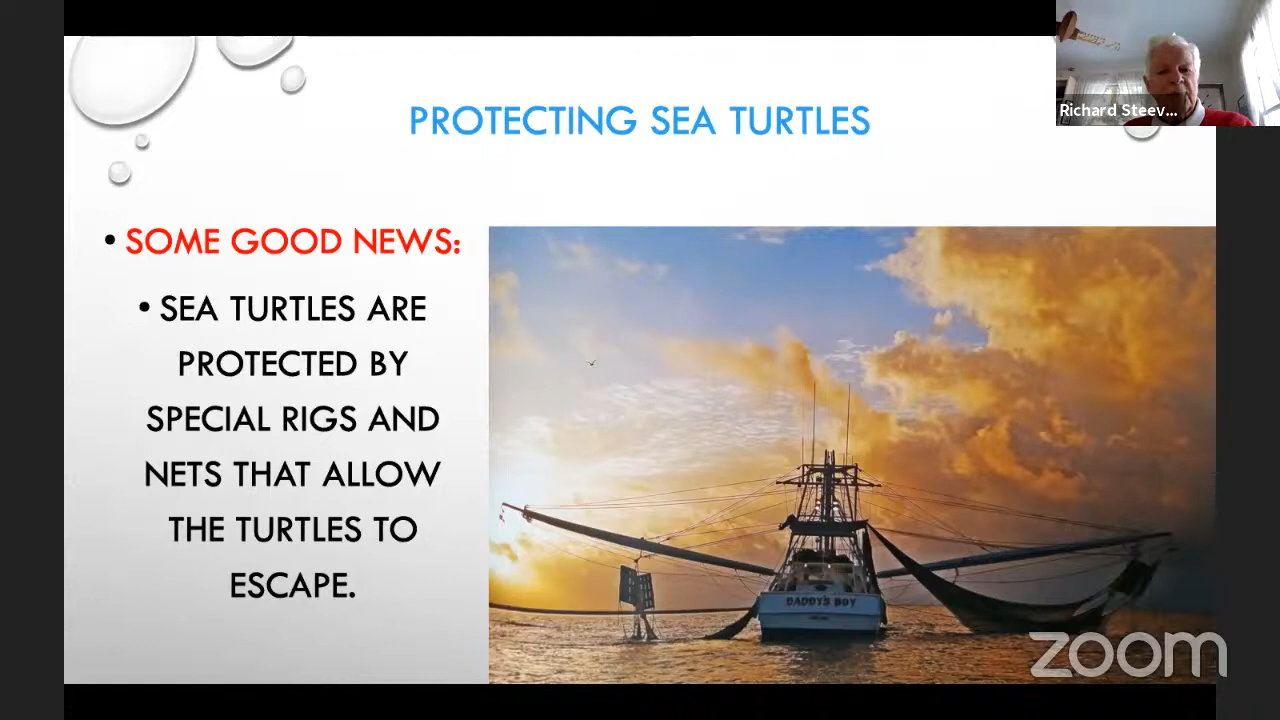 Richard Steev...
PROTECTING SEA TURTLES
• SOME GOOD NEWS:
• SEA TURTLES ARE
PROTECTED BY
SPECIAL RIGS AND
NETS THAT ALLOW
THE TURTLES TO
ESCAPE.
DADDY'S BOY
zoom